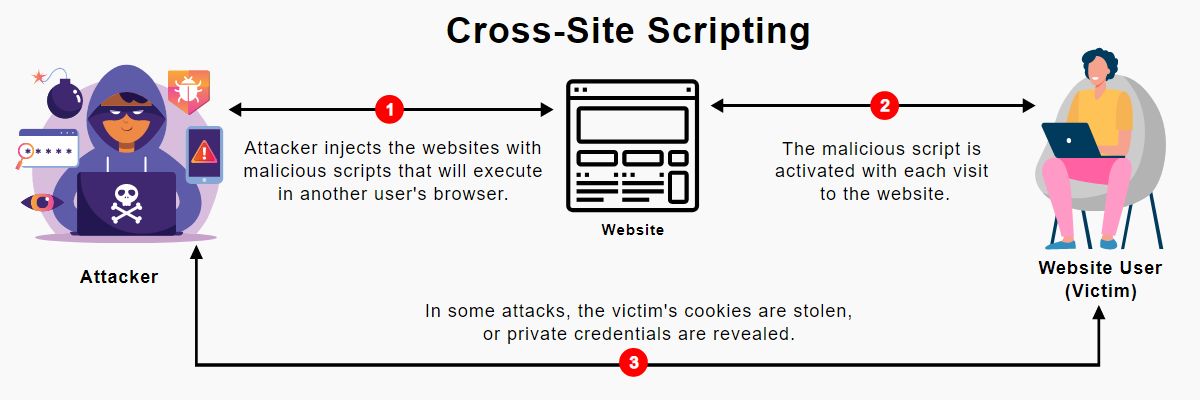 Cross-Site Scripting
1
Attacker injects the websites with
malicious scripts that will execute
in another user's browser.
2
The malicious script is
activated with each visit
to the website.
* * * * *
Website
Attacker
Website User
(Victim)
In some attacks, the victim's cookies are stolen,
or private credentials are revealed.
3